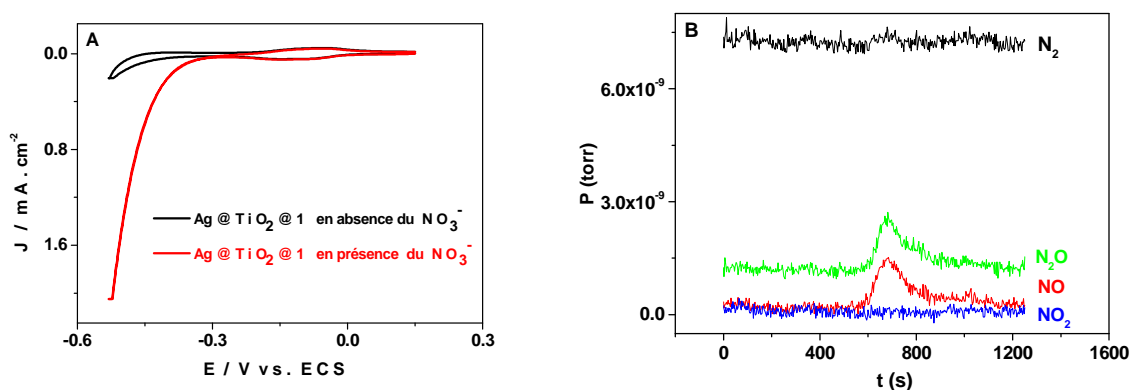 A
0.0
0.8
1.6
J / mA . cm-2
Ag @ TiO2 @ 1 en absence du NO3-
Ag @ TiO2 @ 1 en présence du NO3-
-0.6
-0.3
0.0
0.3
E / V vs. ECS
B
N2
6.0x10-9
3.0x10-9
0.0
P (torr)
N2O
NO
NO2
0
400
800
1200
1600
t (s)